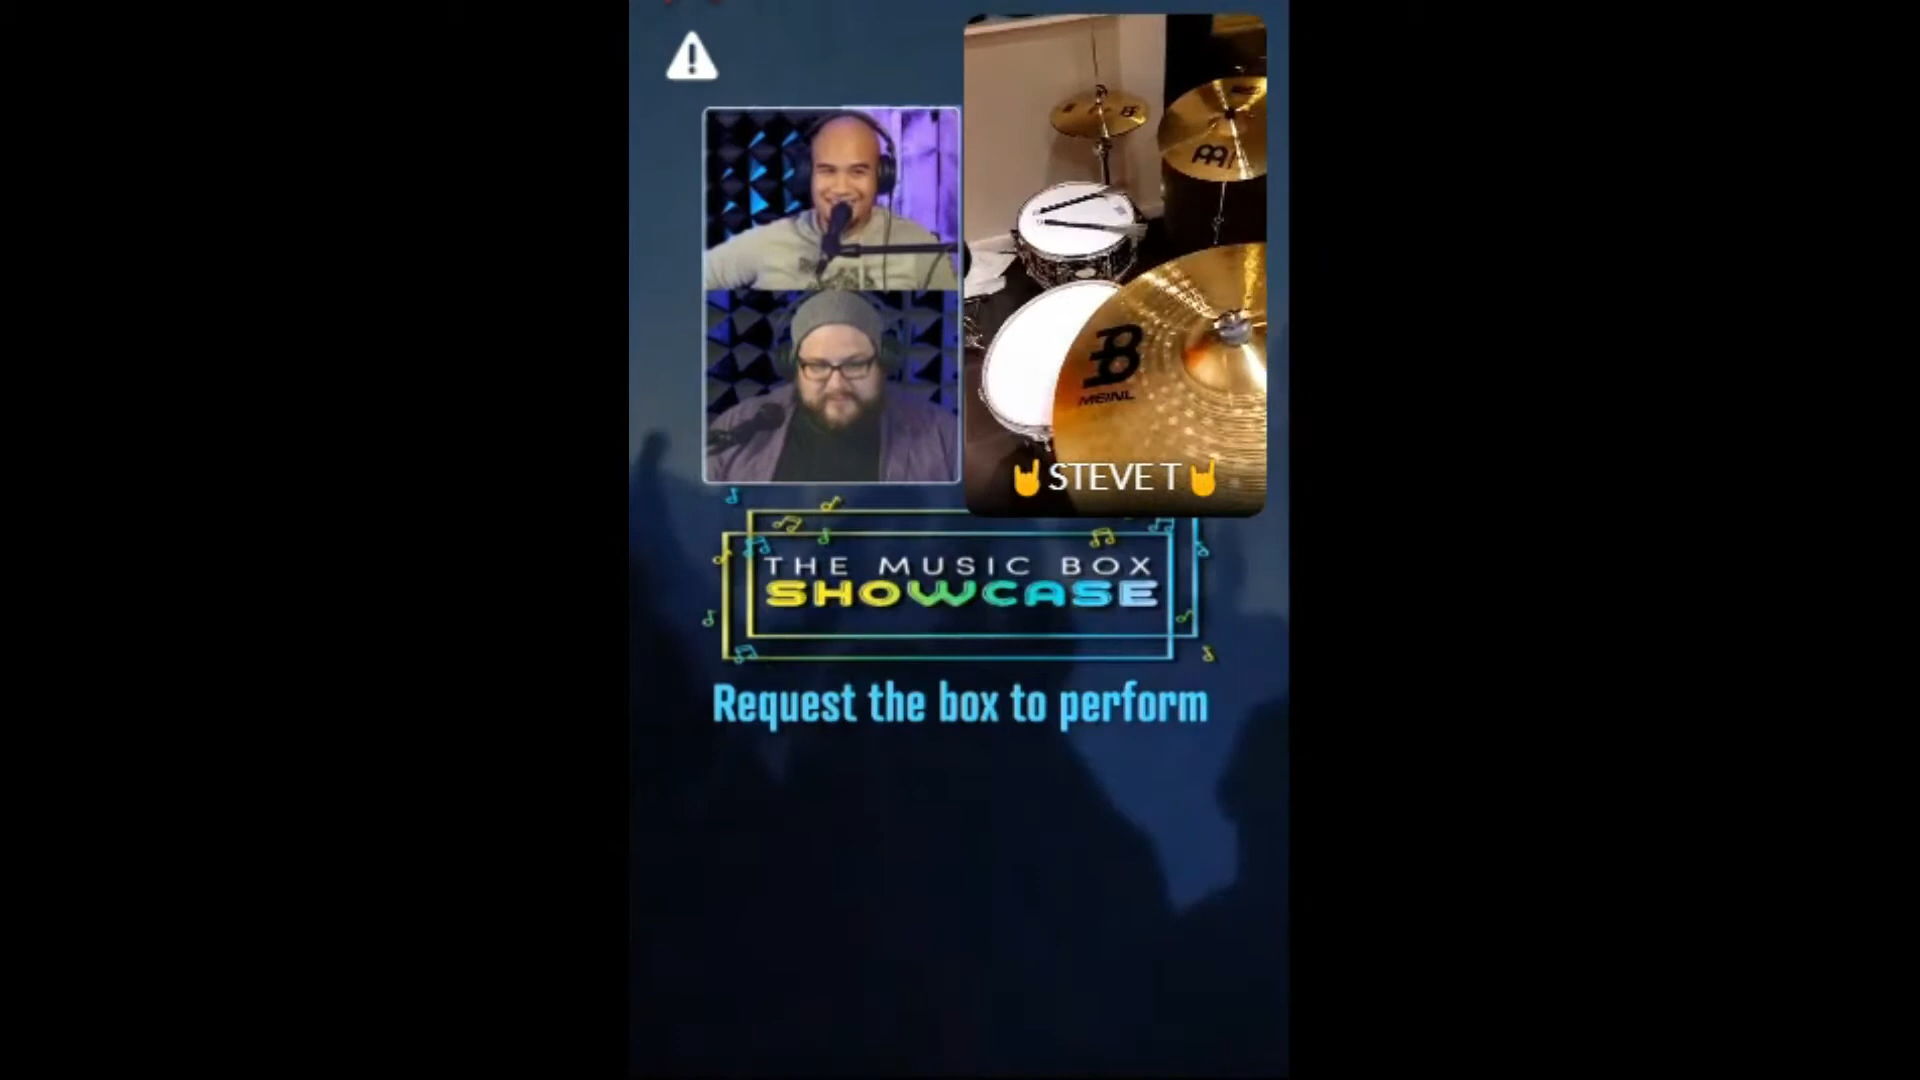 MEINL
🤘STEVE T🤘
THE MUSIC BOX
SHOWCASE
Request the box to perform